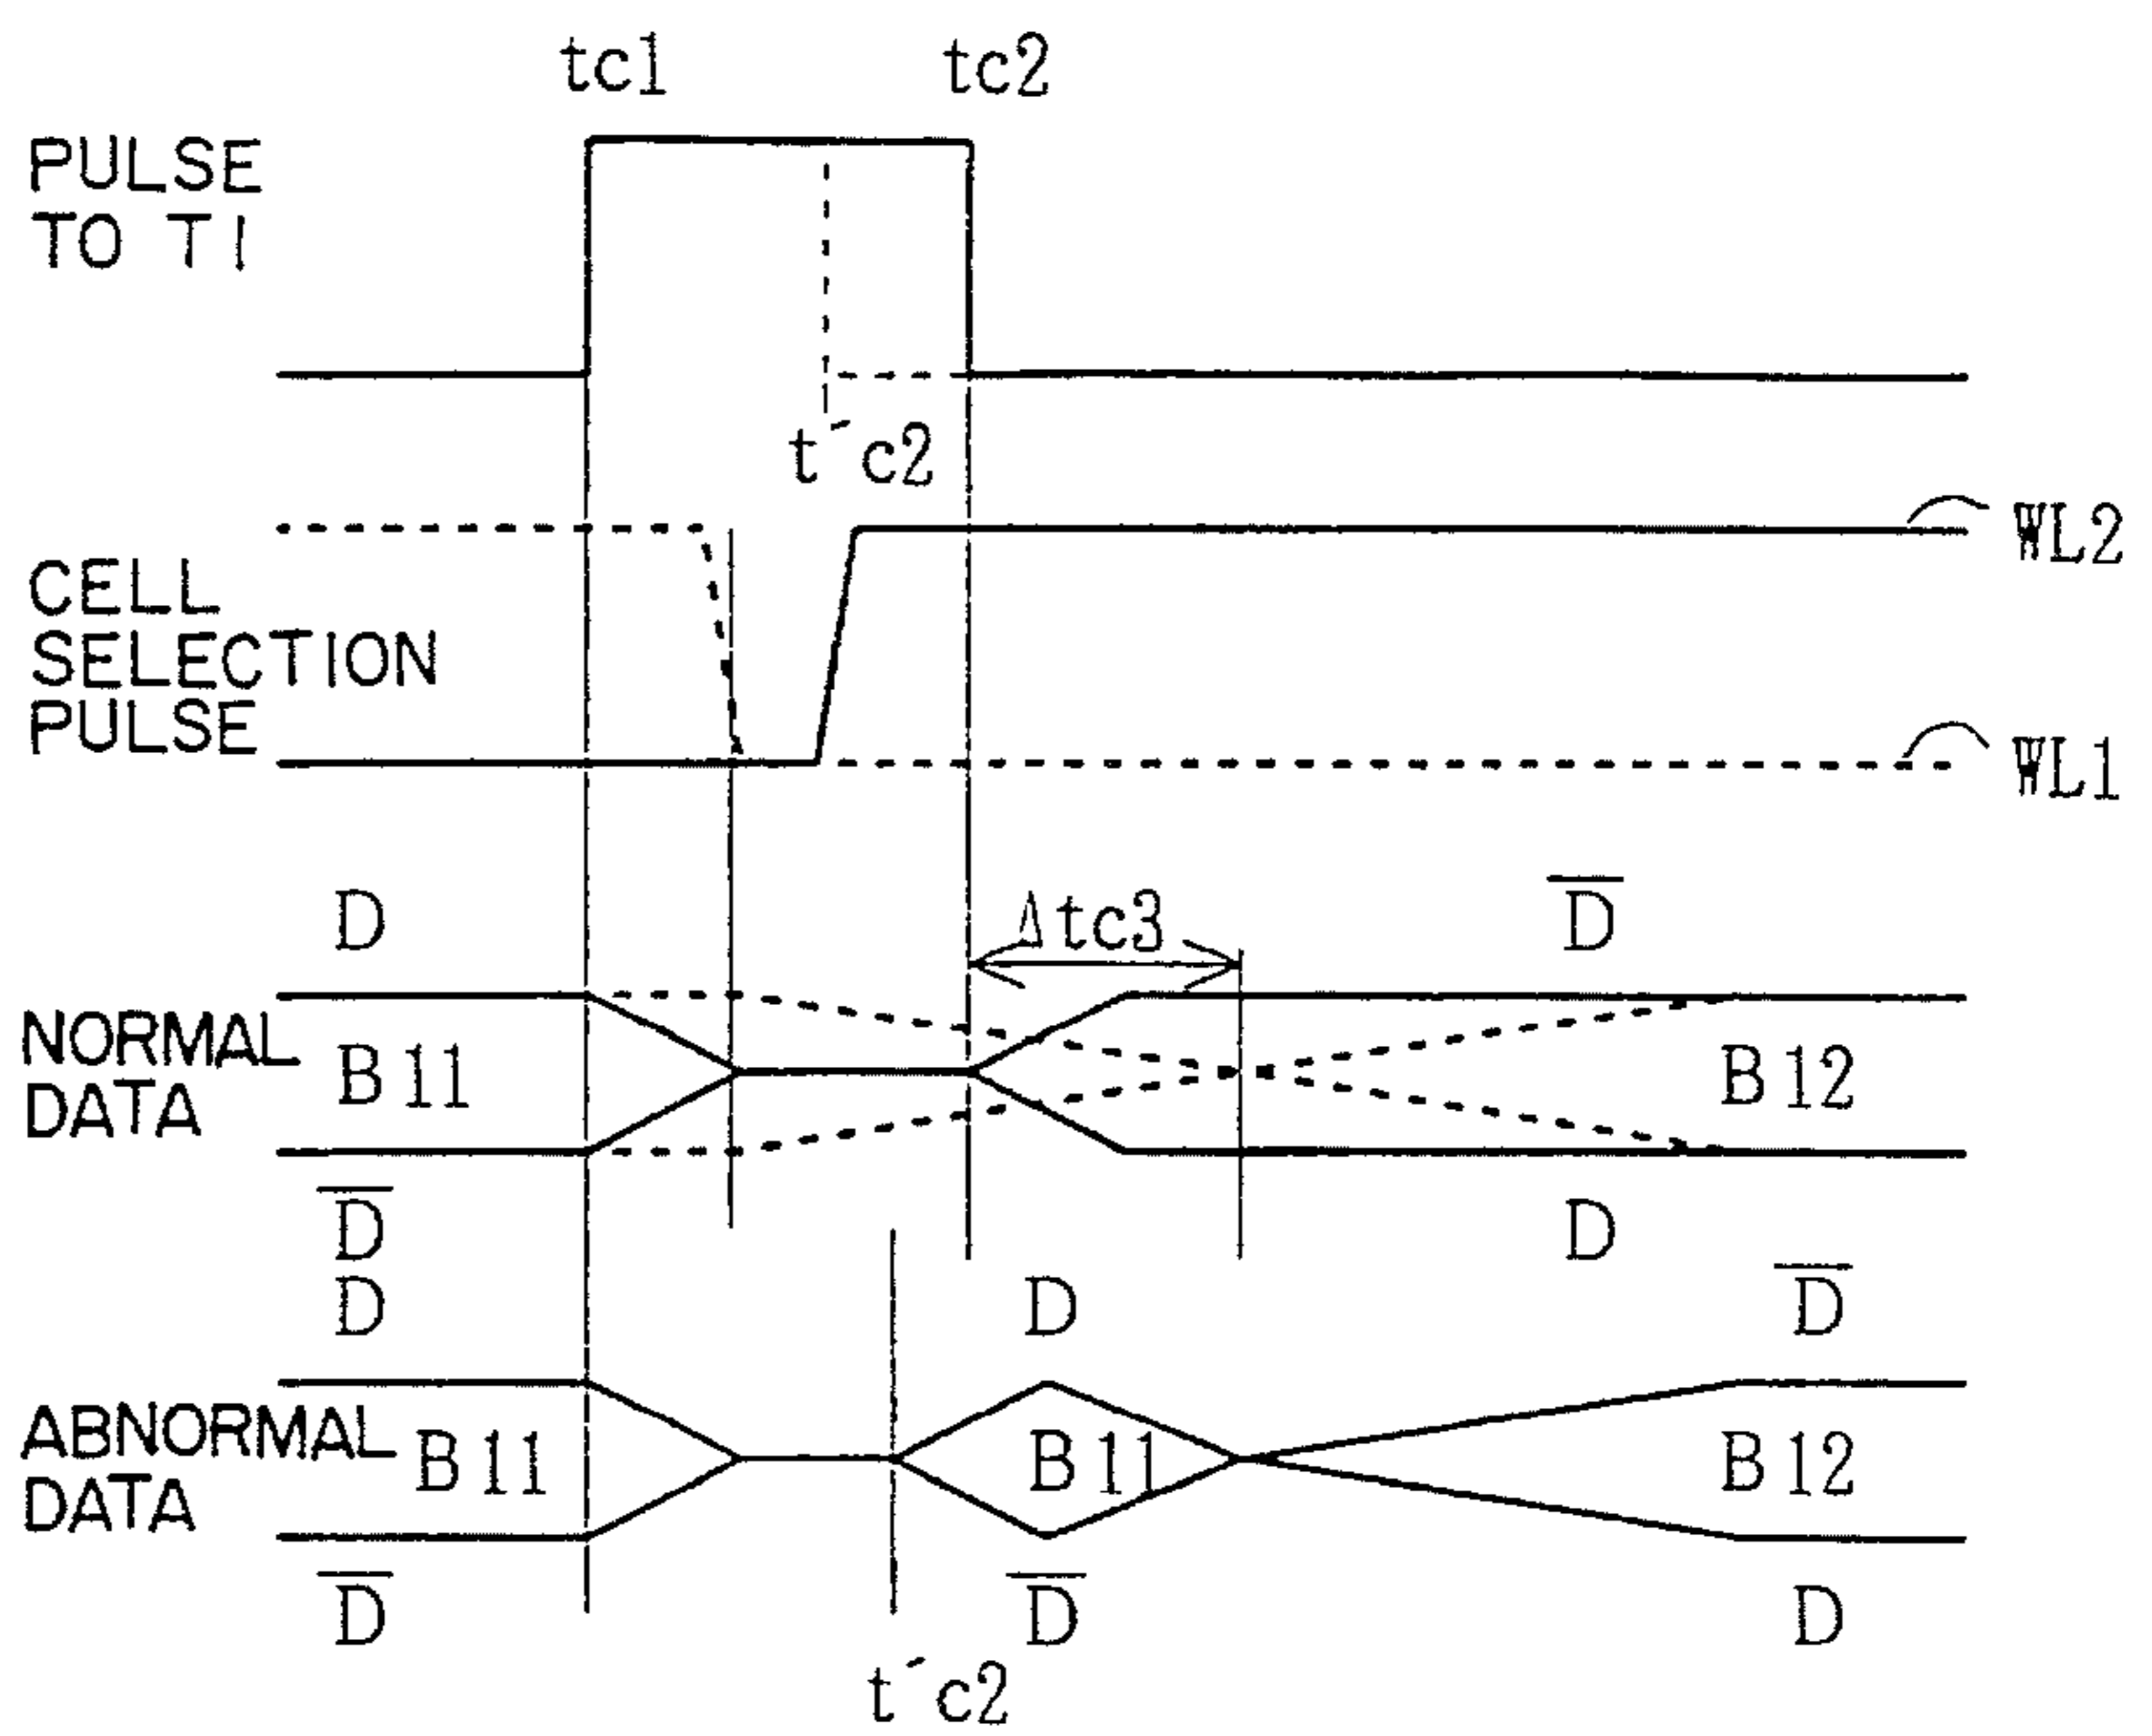 tc1 tc2
PULSE
TO T1
t´c2
WL2
CELL
SELECTION
PULSE
WL1
D Δtc3 D̅
NORMAL
DATA
B11 B12
D̅ D
D D D̅
ABNORMAL
DATA
B11 B11 B12
D̅ D̅ D
t´c2